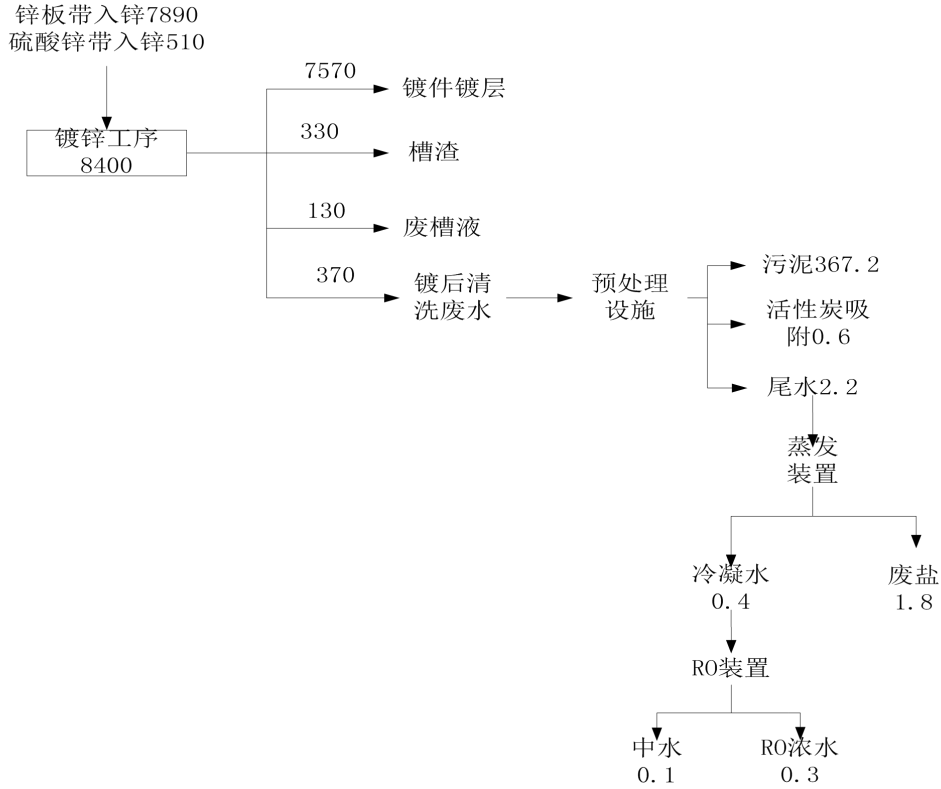 锌板带入锌7890
硫酸锌带入锌510
镀锌工序
8400
7570
镀件镀层
330
槽渣
130
废槽液
370
镀后清
洗废水
预处理
设施
污泥367.2
活性炭吸
附0.6
尾水2.2
蒸发
装置
冷凝水
0.4
废盐
1.8
RO装置
中水
0.1
RO浓水
0.3